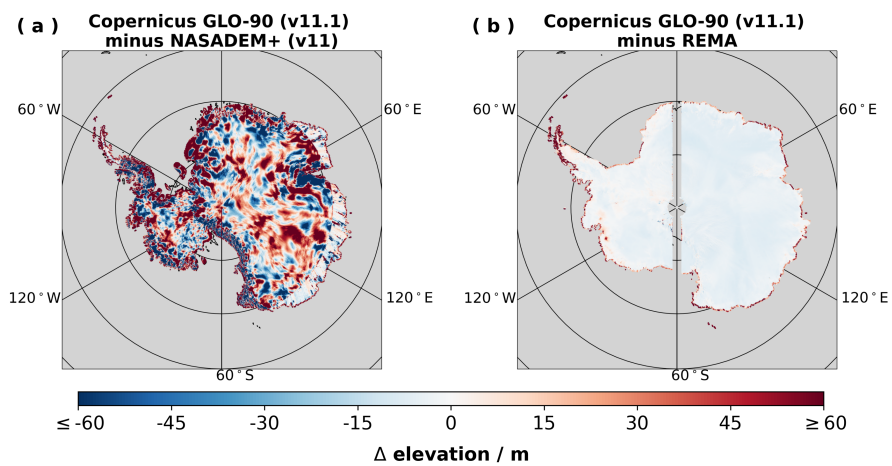 ( a )
Copernicus GLO-90 (v11.1)
minus NASADEM+ (v11)
60°W
60°E
120°W
120°E
60°S
( b )
Copernicus GLO-90 (v11.1)
minus REMA
60°W
60°E
120°W
120°E
60°S
≤ -60
-45
-30
-15
0
15
30
45
≥ 60
Δ elevation / m